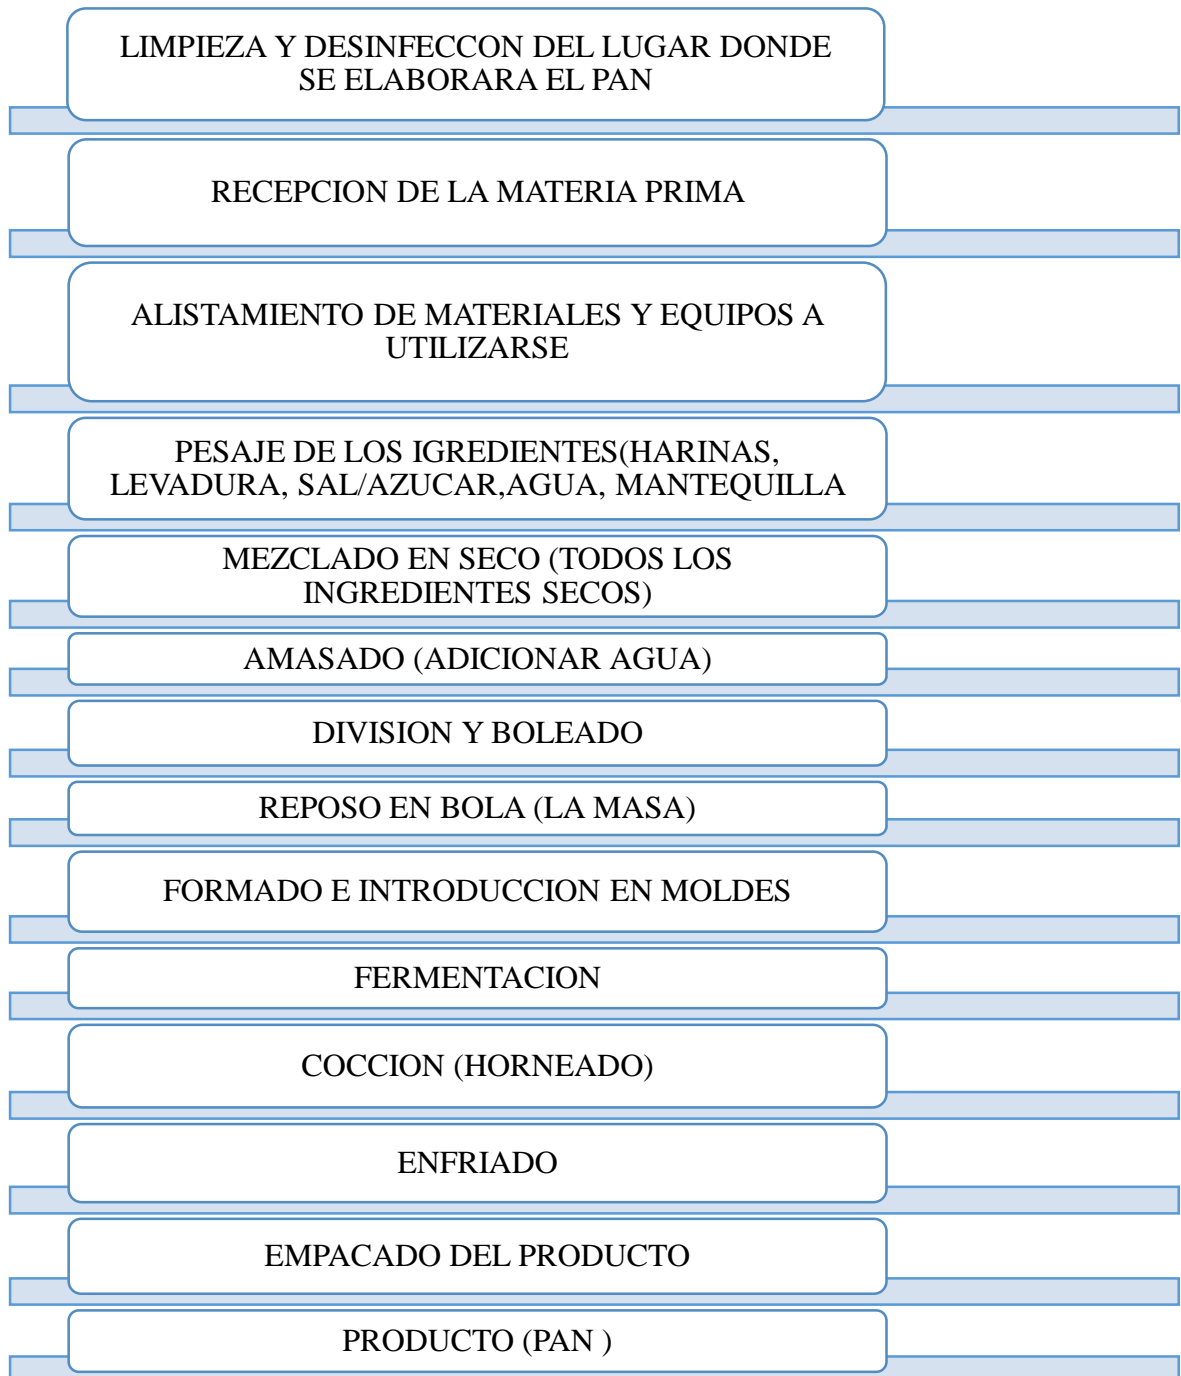 LIMPIEZA Y DESINFECCON DEL LUGAR DONDE
SE ELABORARA EL PAN
RECEPCION DE LA MATERIA PRIMA
ALISTAMIENTO DE MATERIALES Y EQUIPOS A
UTILIZARSE
PESAJE DE LOS IGREDIENTES(HARINAS,
LEVADURA, SAL/AZUCAR,AGUA, MANTEQUILLA
MEZCLADO EN SECO (TODOS LOS
INGREDIENTES SECOS)
AMASADO (ADICIONAR AGUA)
DIVISION Y BOLEADO
REPOSO EN BOLA (LA MASA)
FORMADO E INTRODUCCION EN MOLDES
FERMENTACION
COCCION (HORNEADO)
ENFRIADO
EMPACADO DEL PRODUCTO
PRODUCTO (PAN )